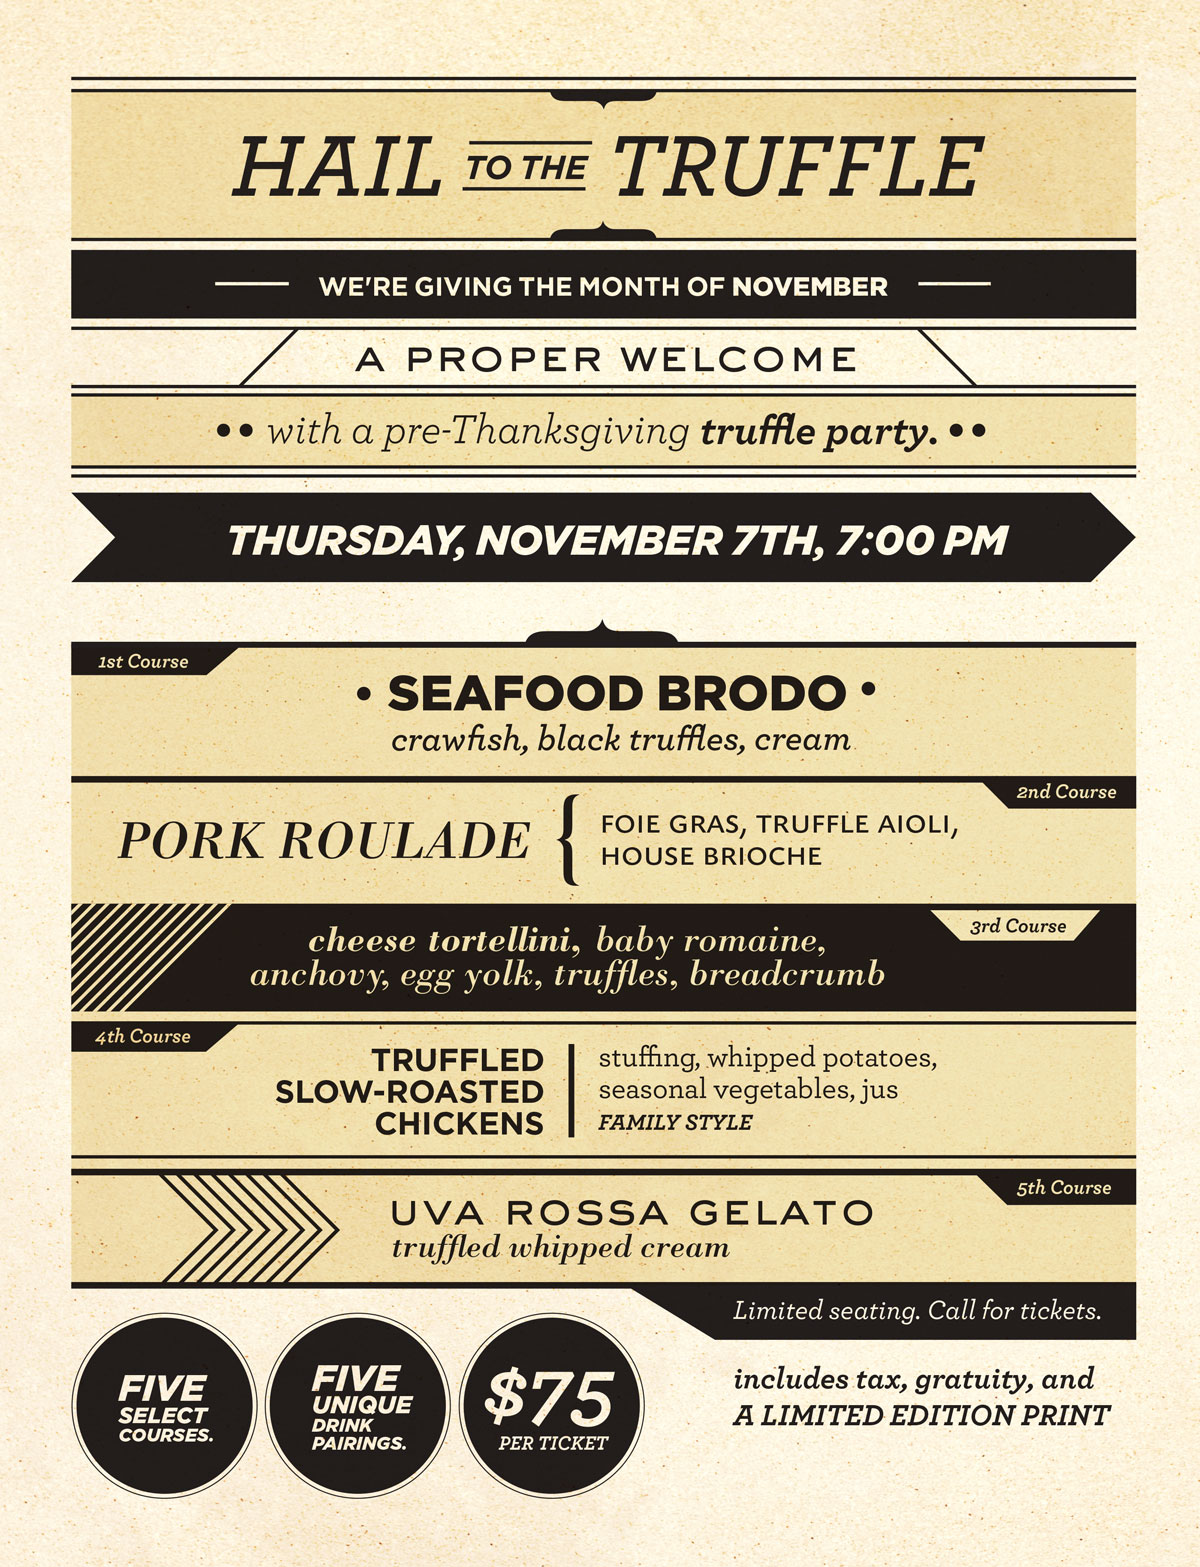 HAIL TO THE TRUFFLE
WE'RE GIVING THE MONTH OF NOVEMBER
A PROPER WELCOME
•• with a pre-Thanksgiving truffle party. ••
THURSDAY, NOVEMBER 7TH, 7:00 PM
1st Course
• SEAFOOD BRODO •
crawfish, black truffles, cream
2nd Course
PORK ROULADE {
FOIE GRAS, TRUFFLE AIOLI,
HOUSE BRIOCHE
3rd Course
cheese tortellini, baby romaine,
anchovy, egg yolk, truffles, breadcrumb
4th Course
TRUFFLED
SLOW-ROASTED
CHICKENS
stuffing, whipped potatoes,
seasonal vegetables, jus
FAMILY STYLE
5th Course
UVA ROSSA GELATO
truffled whipped cream
Limited seating. Call for tickets.
FIVE
SELECT
COURSES.
FIVE
UNIQUE
DRINK
PAIRINGS.
$75
PER TICKET
includes tax, gratuity, and
A LIMITED EDITION PRINT